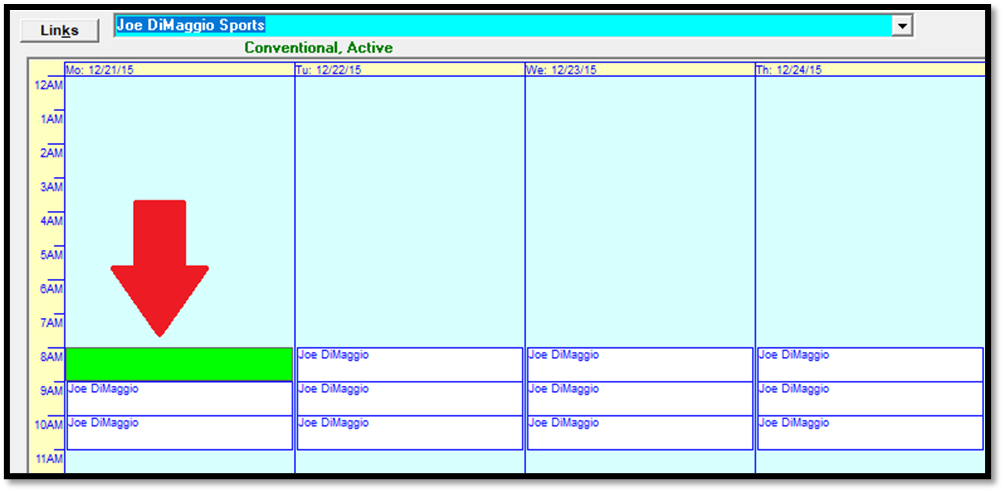 Links Joe DiMaggio Sports
Conventional, Active
Mo: 12/21/15 Tu: 12/22/15 We: 12/23/15 Th: 12/24/15
12AM
1AM
2AM
3AM
4AM
5AM
6AM
7AM
8AM Joe DiMaggio Joe DiMaggio Joe DiMaggio
9AM Joe DiMaggio Joe DiMaggio Joe DiMaggio Joe DiMaggio
10AM Joe DiMaggio Joe DiMaggio Joe DiMaggio Joe DiMaggio
11AM